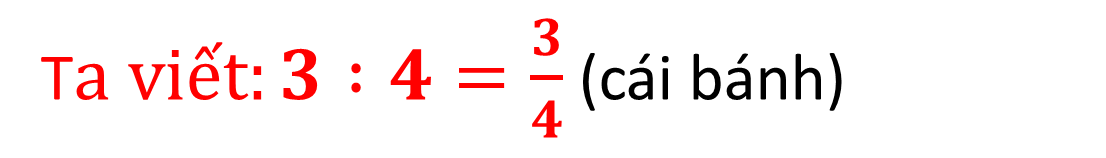 Ta viết: 3 : 4 = 3/4 (cái bánh)